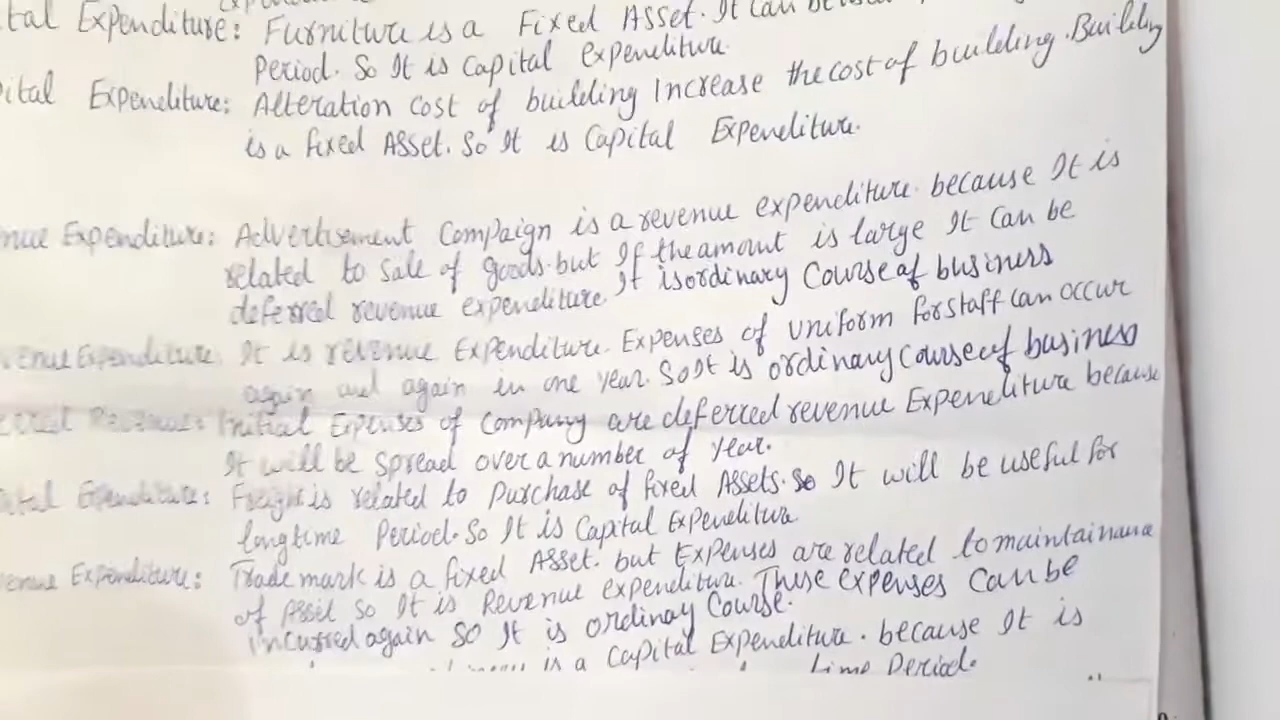 tal Expenditure: Furniture is a Fixed Asset. It can be
Period. So It is Capital expenditure
ital Expenditure: Alteration cost of building Increase the cost of building. Building
is a fixed Asset. So It is Capital Expenditure.
nue Expenditure: Advertisement Compaign is a revenue expenditure because It is
related to sale of goods. but If the amount is large It Can be
deferred revenue expenditure It is ordinary Course of business
venue Expenditure: It is revenue Expenditure. Expenses of uniform for staff can occur
again and again in one year. So It is ordinary Course of business
Initial Expenses of Company are deferred revenue Expenditure because
It will be spread over a number of year.
ital Expenditure: Freight is related to purchase of fixed Assets. So It will be useful for
long time Period. So It is Capital Expenditure
venue Expenditure: Trade mark is a fixed Asset. but Expenses are related to maintainance
of Asset so It is Revenue expenditure. These expenses Can be
incurred again so It is ordinary Course.
is a Capital Expenditure. because It is
time Period.